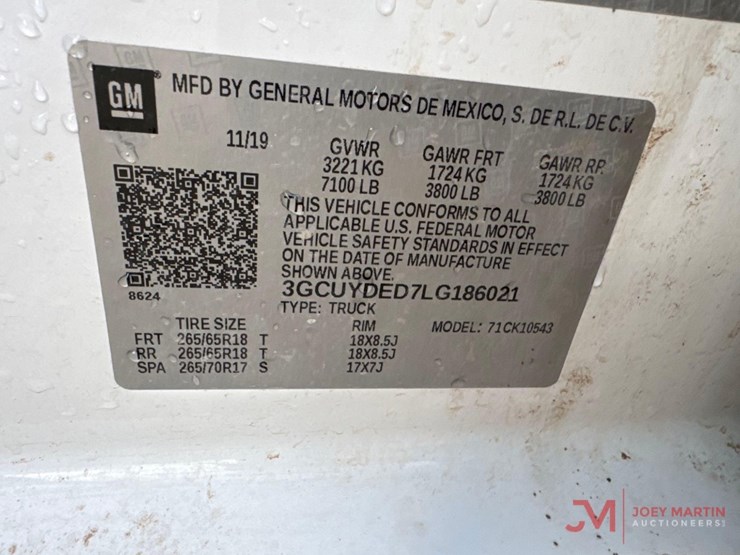 GM ® MFD BY GENERAL MOTORS DE MEXICO, S. DE R.L. DE C.V.
11/19 GVWR GAWR FRT GAWR RR
3221 KG 1724 KG 1724 KG
7100 LB 3800 LB 3800 LB
THIS VEHICLE CONFORMS TO ALL
APPLICABLE U.S. FEDERAL MOTOR
VEHICLE SAFETY STANDARDS IN EFFECT
ON THE DATE OF MANUFACTURE
SHOWN ABOVE.
8624 3GCUYDED7LG186021
TYPE: TRUCK
TIRE SIZE RIM MODEL: 71CK10543
FRT 265/65R18 T 18X8.5J
RR 265/65R18 T 18X8.5J
SPA 265/70R17 S 17X7J
JM JOEY MARTIN
AUCTIONEERS!